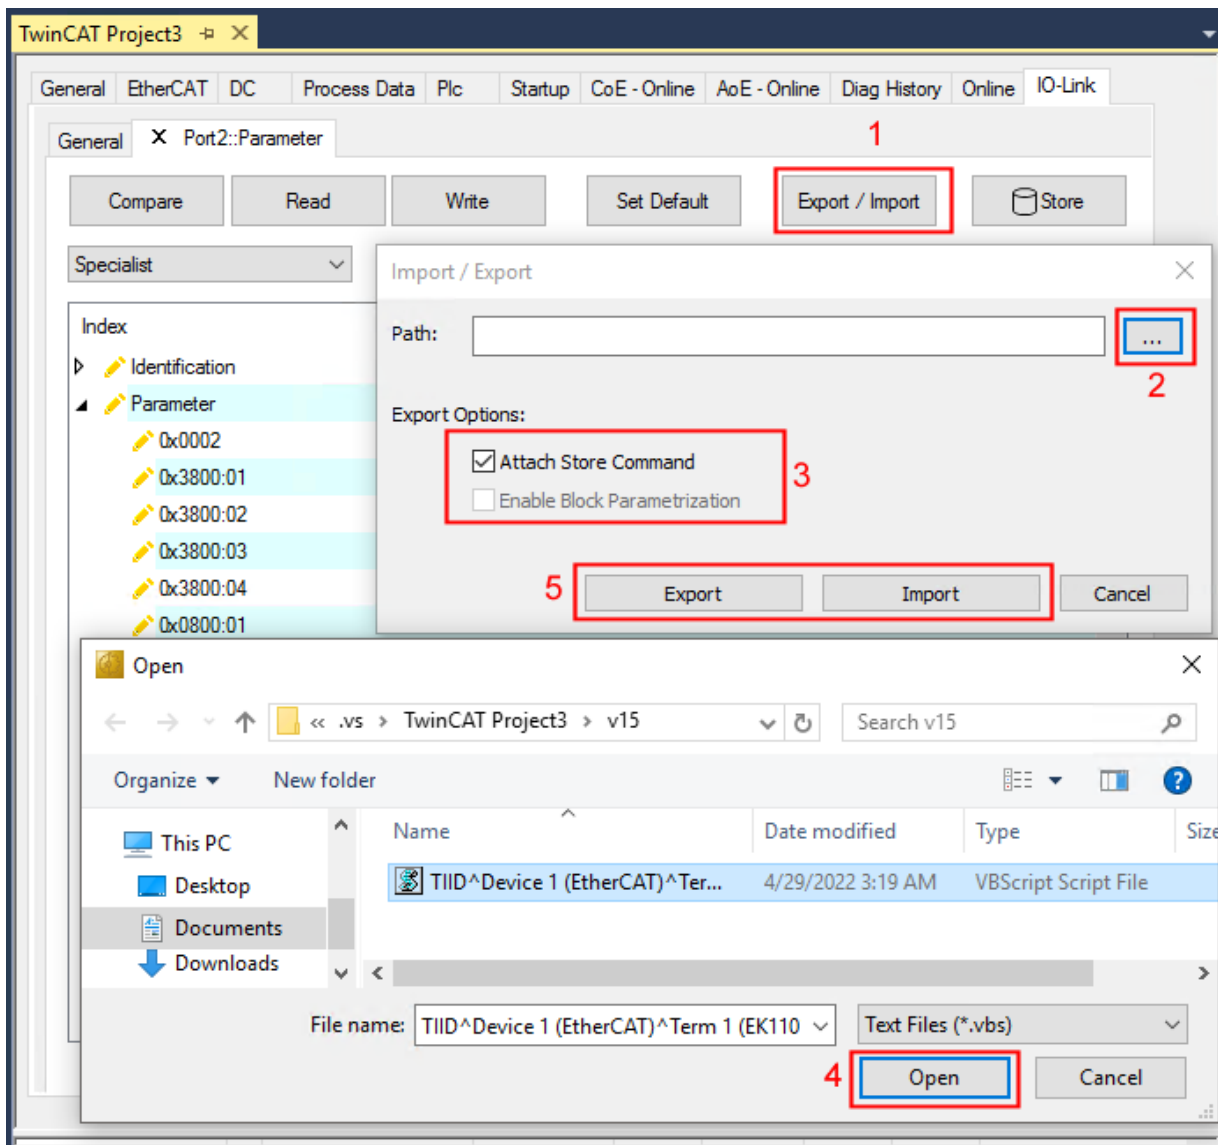 TwinCAT Project3
General EtherCAT DC Process Data Plc Startup CoE - Online AoE - Online Diag History Online IO-Link
General X Port2::Parameter
1
Compare Read Write Set Default Export / Import Store
Specialist
Import / Export
Index
Path:
...
2
Identification
Parameter
Export Options:
0x0002
Attach Store Command
3
0x3800:01
Enable Block Parametrization
0x3800:02
0x3800:03
0x3800:04
5
Export Import Cancel
0x0800:01
Open
« .vs > TwinCAT Project3 > v15
Search v15
Organize New folder
?
This PC
Name Date modified Type Size
Desktop
TIID^Device 1 (EtherCAT)^Ter... 4/29/2022 3:19 AM VBScript Script File
Documents
Downloads
File name: TIID^Device 1 (EtherCAT)^Term 1 (EK110 Text Files (*.vbs)
4
Open Cancel